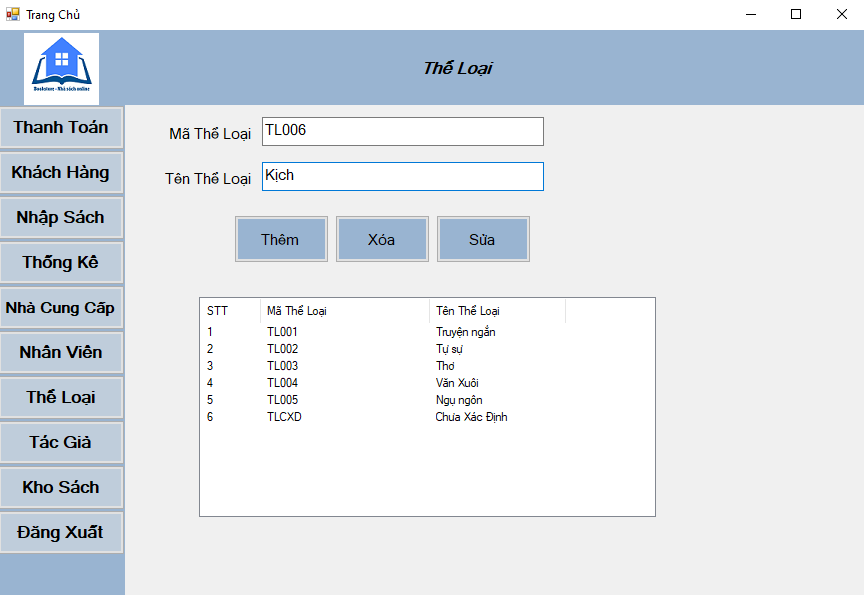 Trang Chủ
Bookstore - Nhà sách online
Thể Loại
Thanh Toán
Khách Hàng
Nhập Sách
Thống Kê
Nhà Cung Cấp
Nhân Viên
Thể Loại
Tác Giả
Kho Sách
Đăng Xuất
Mã Thể Loại TL006
Tên Thể Loại Kịch
Thêm Xóa Sửa
STT Mã Thể Loại Tên Thể Loại
1 TL001 Truyện ngắn
2 TL002 Tự sự
3 TL003 Thơ
4 TL004 Văn Xuôi
5 TL005 Ngụ ngôn
6 TLCXD Chưa Xác Định